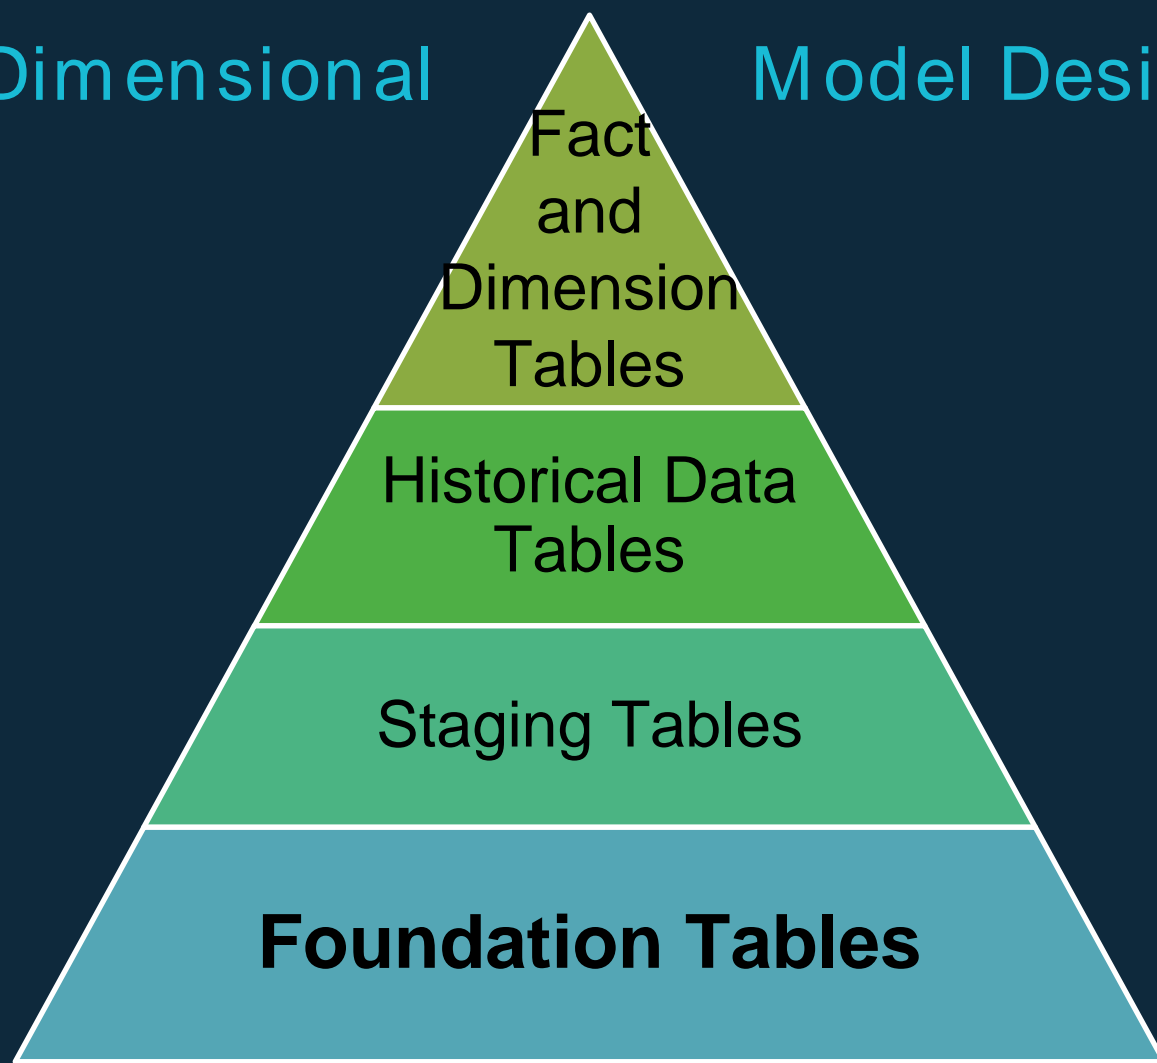 Dimensional Model Desi
Fact
and
Dimension
Tables
Historical Data
Tables
Staging Tables
Foundation Tables